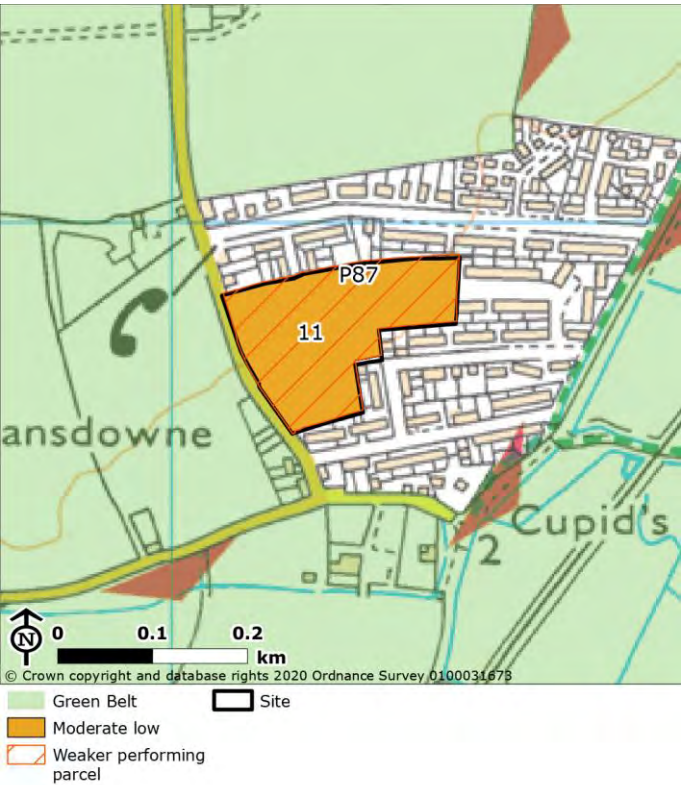 P87
11
ansdowne
Cupid's
2
N
0 0.1 0.2
km
© Crown copyright and database rights 2020 Ordnance Survey 0100031673
Green Belt
Site
Moderate low
Weaker performing
parcel